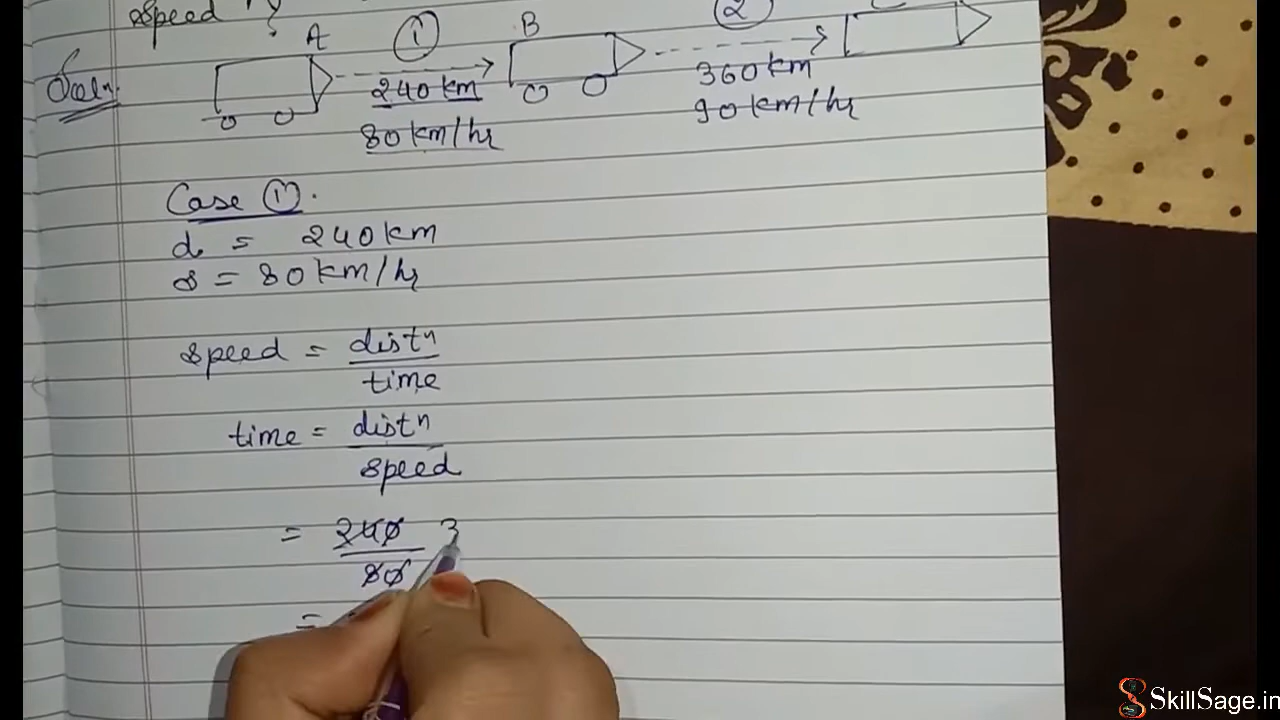 speed
Soln.
A
①
B
②
240 km
80 km/hr
360 km
90 km/hr
Case ①.
d = 240 km
s = 80 km/hr
speed = distn
time
time = distn
speed
= 240 3
80
=
SkillSage.in